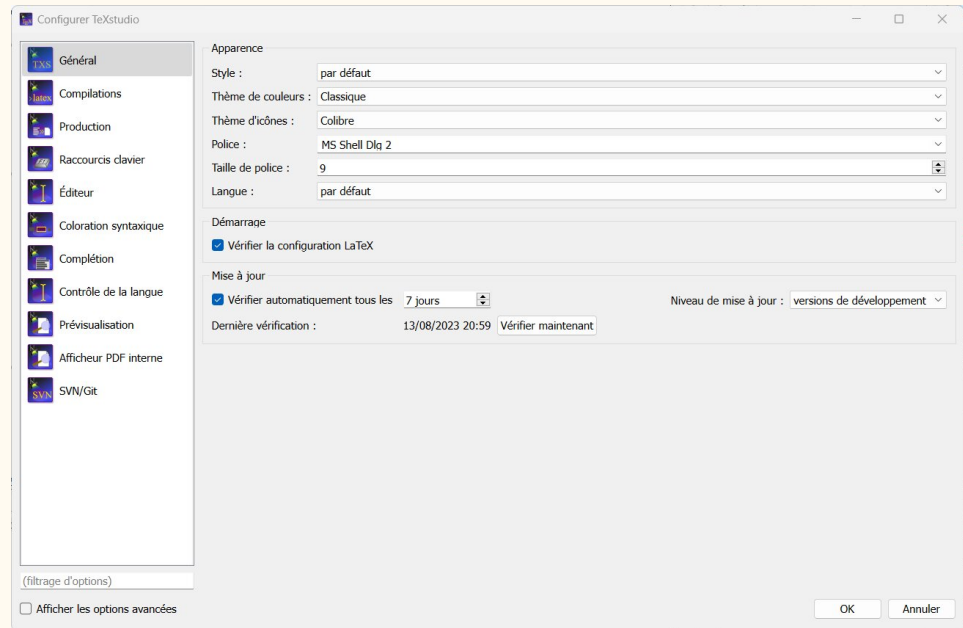 Configurer TeXstudio
TXS Général
latex Compilations
Production
Raccourcis clavier
Éditeur
Coloration syntaxique
Complétion
Contrôle de la langue
Prévisualisation
Afficheur PDF interne
SVN SVN/Git
(filtrage d'options)
Afficher les options avancées
Apparence
Style : par défaut
Thème de couleurs : Classique
Thème d'icônes : Colibre
Police : MS Shell Dlg 2
Taille de police : 9
Langue : par défaut
Démarrage
Vérifier la configuration LaTeX
Mise à jour
Vérifier automatiquement tous les 7 jours Niveau de mise à jour : versions de développement
Dernière vérification : 13/08/2023 20:59 Vérifier maintenant
OK Annuler